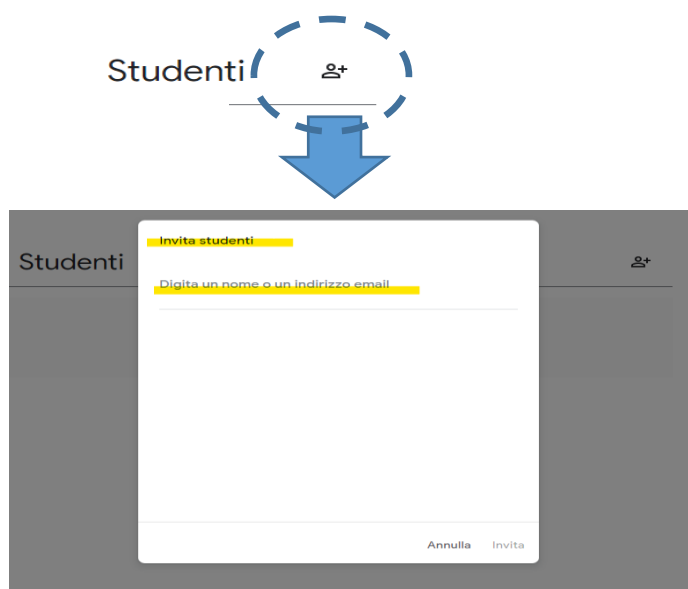 Studenti
Invita studenti
Studenti
Digita un nome o un indirizzo email
Annulla Invita